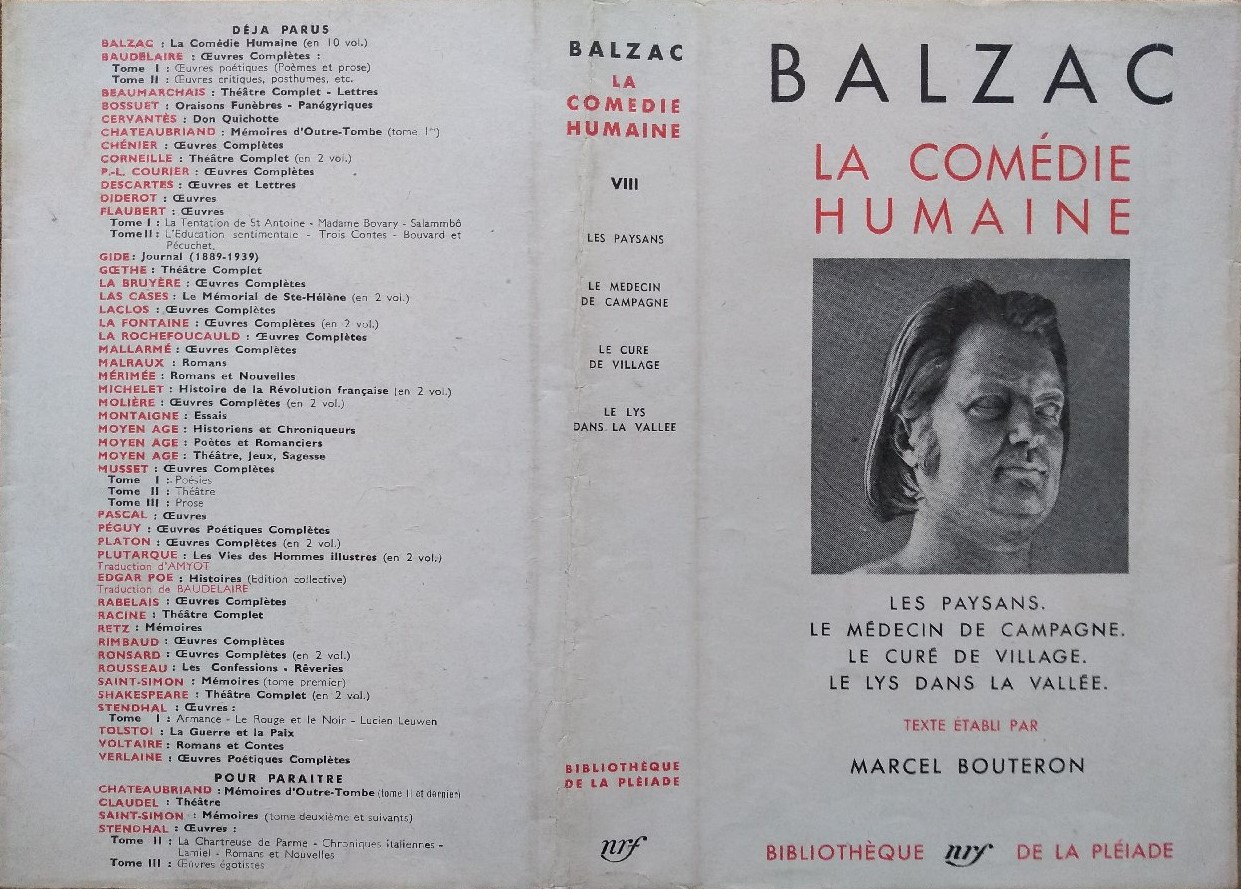 DÉJA PARUS
BALZAC : La Comédie Humaine (en 10 vol.)
BAUDELAIRE : Œuvres Complètes :
Tome I : Œuvres poétiques (Poèmes et prose)
Tome II : Œuvres critiques, posthumes, etc.
BEAUMARCHAIS : Théâtre Complet - Lettres
BOSSUET : Oraisons Funèbres - Panégyriques
CERVANTÈS : Don Quichotte
CHATEAUBRIAND : Mémoires d'Outre-Tombe (tome Iᵉʳ)
CHÉNIER : Œuvres Complètes
CORNEILLE : Théâtre Complet (en 2 vol.)
P.-L. COURIER : Œuvres Complètes
DESCARTES : Œuvres et Lettres
DIDEROT : Œuvres
FLAUBERT : Œuvres
Tome I : La Tentation de St Antoine - Madame Bovary - Salammbô
Tome II : L'Education sentimentale - Trois Contes - Bouvard et
Pécuchet.
GIDE : Journal (1889-1939)
GŒTHE : Théâtre Complet
LA BRUYÈRE : Œuvres Complètes
LAS CASES : Le Mémorial de Ste-Hélène (en 2 vol.)
LACLOS : Œuvres Complètes
LA FONTAINE : Œuvres Complètes (en 2 vol.)
LA ROCHEFOUCAULD : Œuvres Complètes
MALLARMÉ : Œuvres Complètes
MALRAUX : Romans
MÉRIMÉE : Romans et Nouvelles
MICHELET : Histoire de la Révolution française (en 2 vol.)
MOLIÈRE : Œuvres Complètes (en 2 vol.)
MONTAIGNE : Essais
MOYEN AGE : Historiens et Chroniqueurs
MOYEN AGE : Poètes et Romanciers
MOYEN AGE : Théâtre, Jeux, Sagesse
MUSSET : Œuvres Complètes
Tome I : Poésies
Tome II : Théâtre
Tome III : Prose
PASCAL : Œuvres
PÉGUY : Œuvres Poétiques Complètes
PLATON : Œuvres Complètes (en 2 vol.)
PLUTARQUE : Les Vies des Hommes illustres (en 2 vol.)
Traduction d'AMYOT
EDGAR POE : Histoires (Edition collective)
Traduction de BAUDELAIRE
RABELAIS : Œuvres Complètes
RACINE : Théâtre Complet
RETZ : Mémoires
RIMBAUD : Œuvres Complètes
RONSARD : Œuvres Complètes (en 2 vol.)
ROUSSEAU : Les Confessions - Rêveries
SAINT-SIMON : Mémoires (tome premier)
SHAKESPEARE : Théâtre Complet (en 2 vol.)
STENDHAL : Œuvres :
Tome I : Armance - Le Rouge et le Noir - Lucien Leuwen
TOLSTOI : La Guerre et la Paix
VOLTAIRE : Romans et Contes
VERLAINE : Œuvres Poétiques Complètes
POUR PARAITRE
CHATEAUBRIAND : Mémoires d'Outre-Tombe (tome II et dernier)
CLAUDEL : Théâtre
SAINT-SIMON : Mémoires (tome deuxième et suivants)
STENDHAL : Œuvres :
Tome II : La Chartreuse de Parme - Chroniques italiennes -
Lamiel - Romans et Nouvelles
Tome III : Œuvres égotistes
BALZAC
LA
COMEDIE
HUMAINE
VIII
LES PAYSANS
LE MEDECIN
DE CAMPAGNE
LE CURE
DE VILLAGE
LE LYS
DANS LA VALLEE
BIBLIOTHÈQUE
DE LA PLÉIADE
nrf
BALZAC
LA COMÉDIE
HUMAINE
LES PAYSANS.
LE MÉDECIN DE CAMPAGNE.
LE CURÉ DE VILLAGE.
LE LYS DANS LA VALLÉE.
TEXTE ÉTABLI PAR
MARCEL BOUTERON
BIBLIOTHÈQUE nrf DE LA PLÉIADE